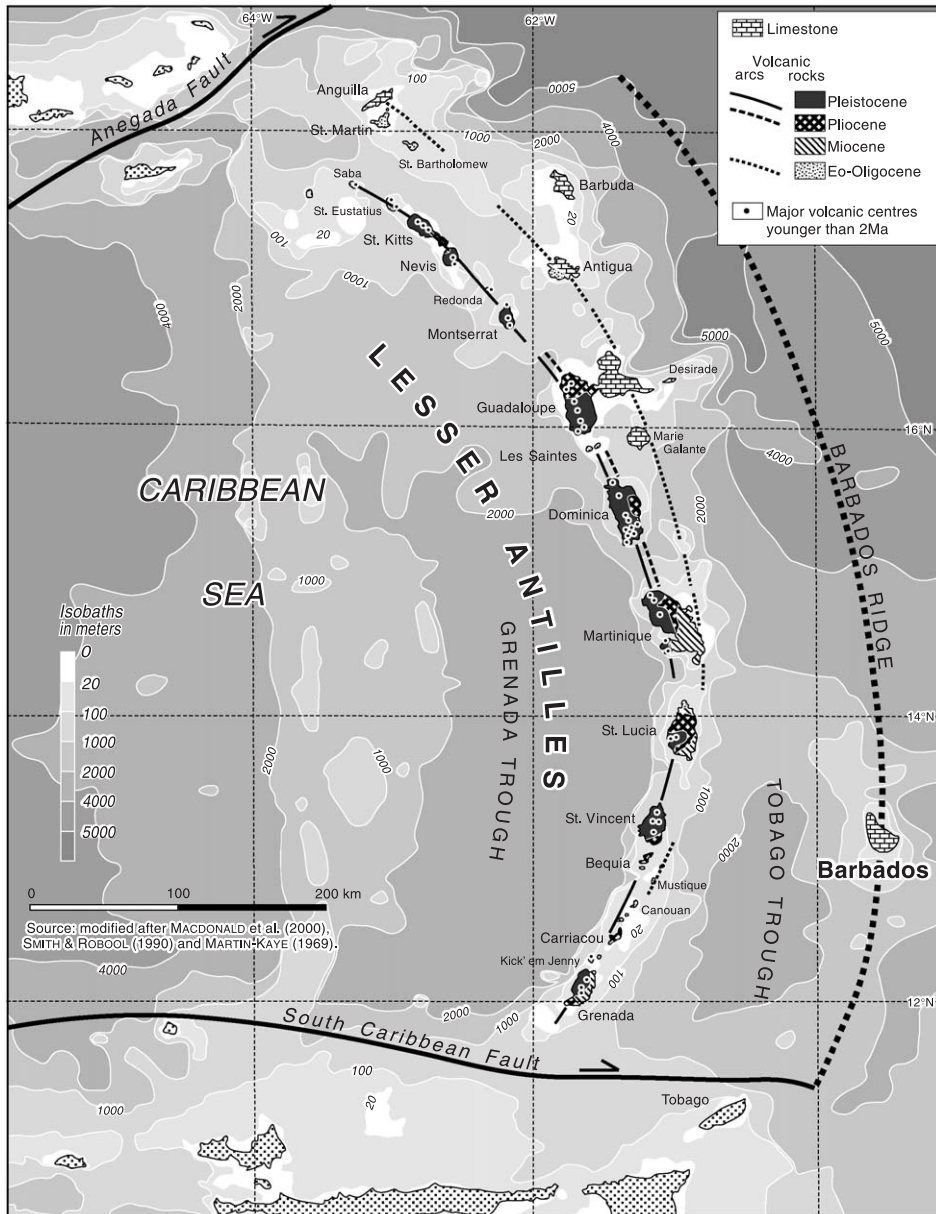 64°W
62°W
Limestone
Volcanic
arcs
rocks
Pleistocene
Pliocene
Miocene
Eo-Oligocene
Major volcanic centres
younger than 2Ma
Anegada Fault
100
5000
4000
Anguilla
1000
St. Martin
2000
St. Bartholomew
Saba
Barbuda
St. Eustatius
20
100
20
St. Kitts
Nevis
Antigua
1000
2000
4000
Redonda
Montserrat
5000
5000
Desirade
Guadaloupe
16°N
Marie
Galante
Les Saintes
4000
LESSER ANTILLES
CARIBBEAN
SEA
2000
Dominica
2000
1000
BARBADOS RIDGE
Isobaths
in meters
0
20
100
1000
2000
4000
5000
GRENADA TROUGH
Martinique
14°N
St. Lucia
2000
1000
1000
TOBAGO TROUGH
St. Vincent
2000
Bequia
Barbados
Mustique
0
100
200 km
Canouan
20
Source: modified after MACDONALD et al. (2000),
SMITH & ROBOOL (1990) and MARTIN-KAYE (1969).
Carriacou
Kick' em Jenny
100
4000
12°N
2000
1000
Grenada
South Caribbean Fault
100
Tobago
1000
20